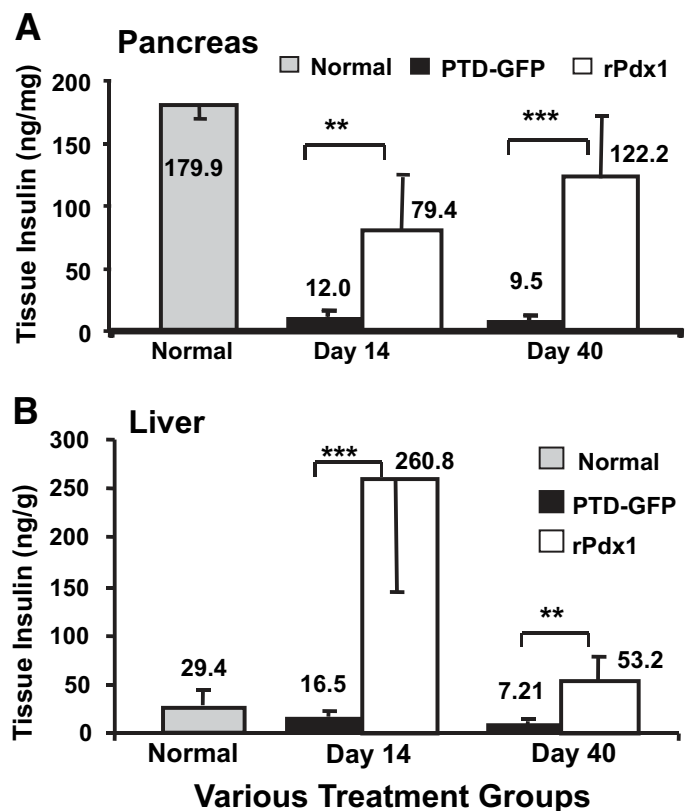 A
Pancreas
Normal PTD-GFP rPdx1
Tissue Insulin (ng/mg)
200
150
100
50
0
179.9
**
12.0
79.4
***
9.5
122.2
Normal Day 14 Day 40
B
Liver
Tissue Insulin (ng/g)
300
250
200
150
100
50
0
Normal
PTD-GFP
rPdx1
29.4
***
16.5
260.8
**
7.21
53.2
Normal Day 14 Day 40
Various Treatment Groups